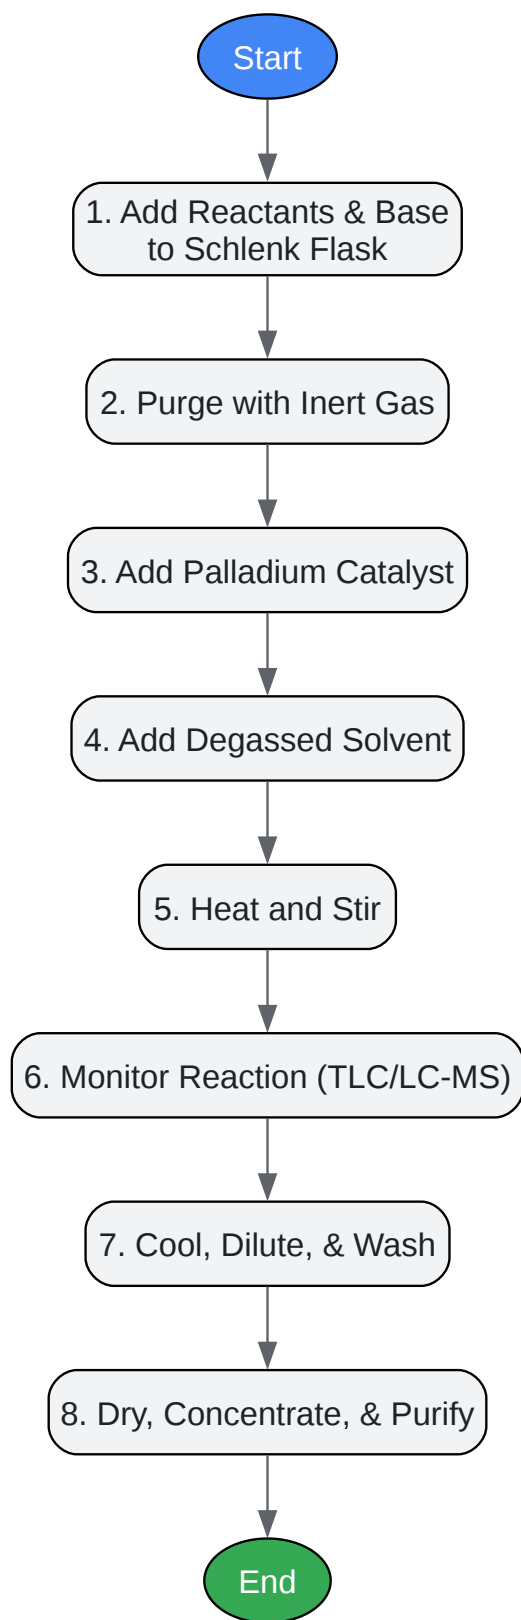 Start
1. Add Reactants & Base
to Schlenk Flask
2. Purge with Inert Gas
3. Add Palladium Catalyst
4. Add Degassed Solvent
5. Heat and Stir
6. Monitor Reaction (TLC/LC-MS)
7. Cool, Dilute, & Wash
8. Dry, Concentrate, & Purify
End